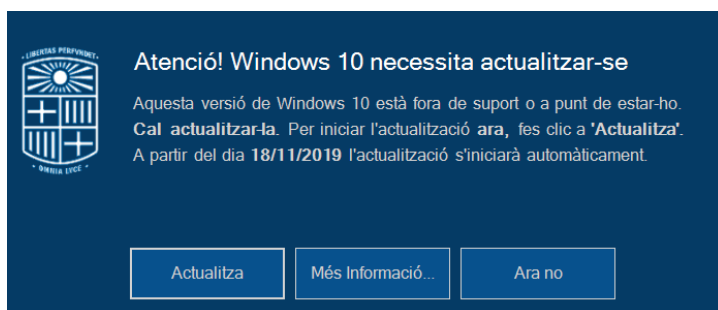 · LIBERTAS PERFVNDET ·
Atenció! Windows 10 necessita actualitzar-se
Aquesta versió de Windows 10 està fora de suport o a punt de estar-ho.
Cal actualitzar-la. Per iniciar l'actualització ara, fes clic a 'Actualitza'.
A partir del dia 18/11/2019 l'actualització s'iniciarà automàticament.
· OMNIA LVCE ·
Actualitza
Més Informació...
Ara no